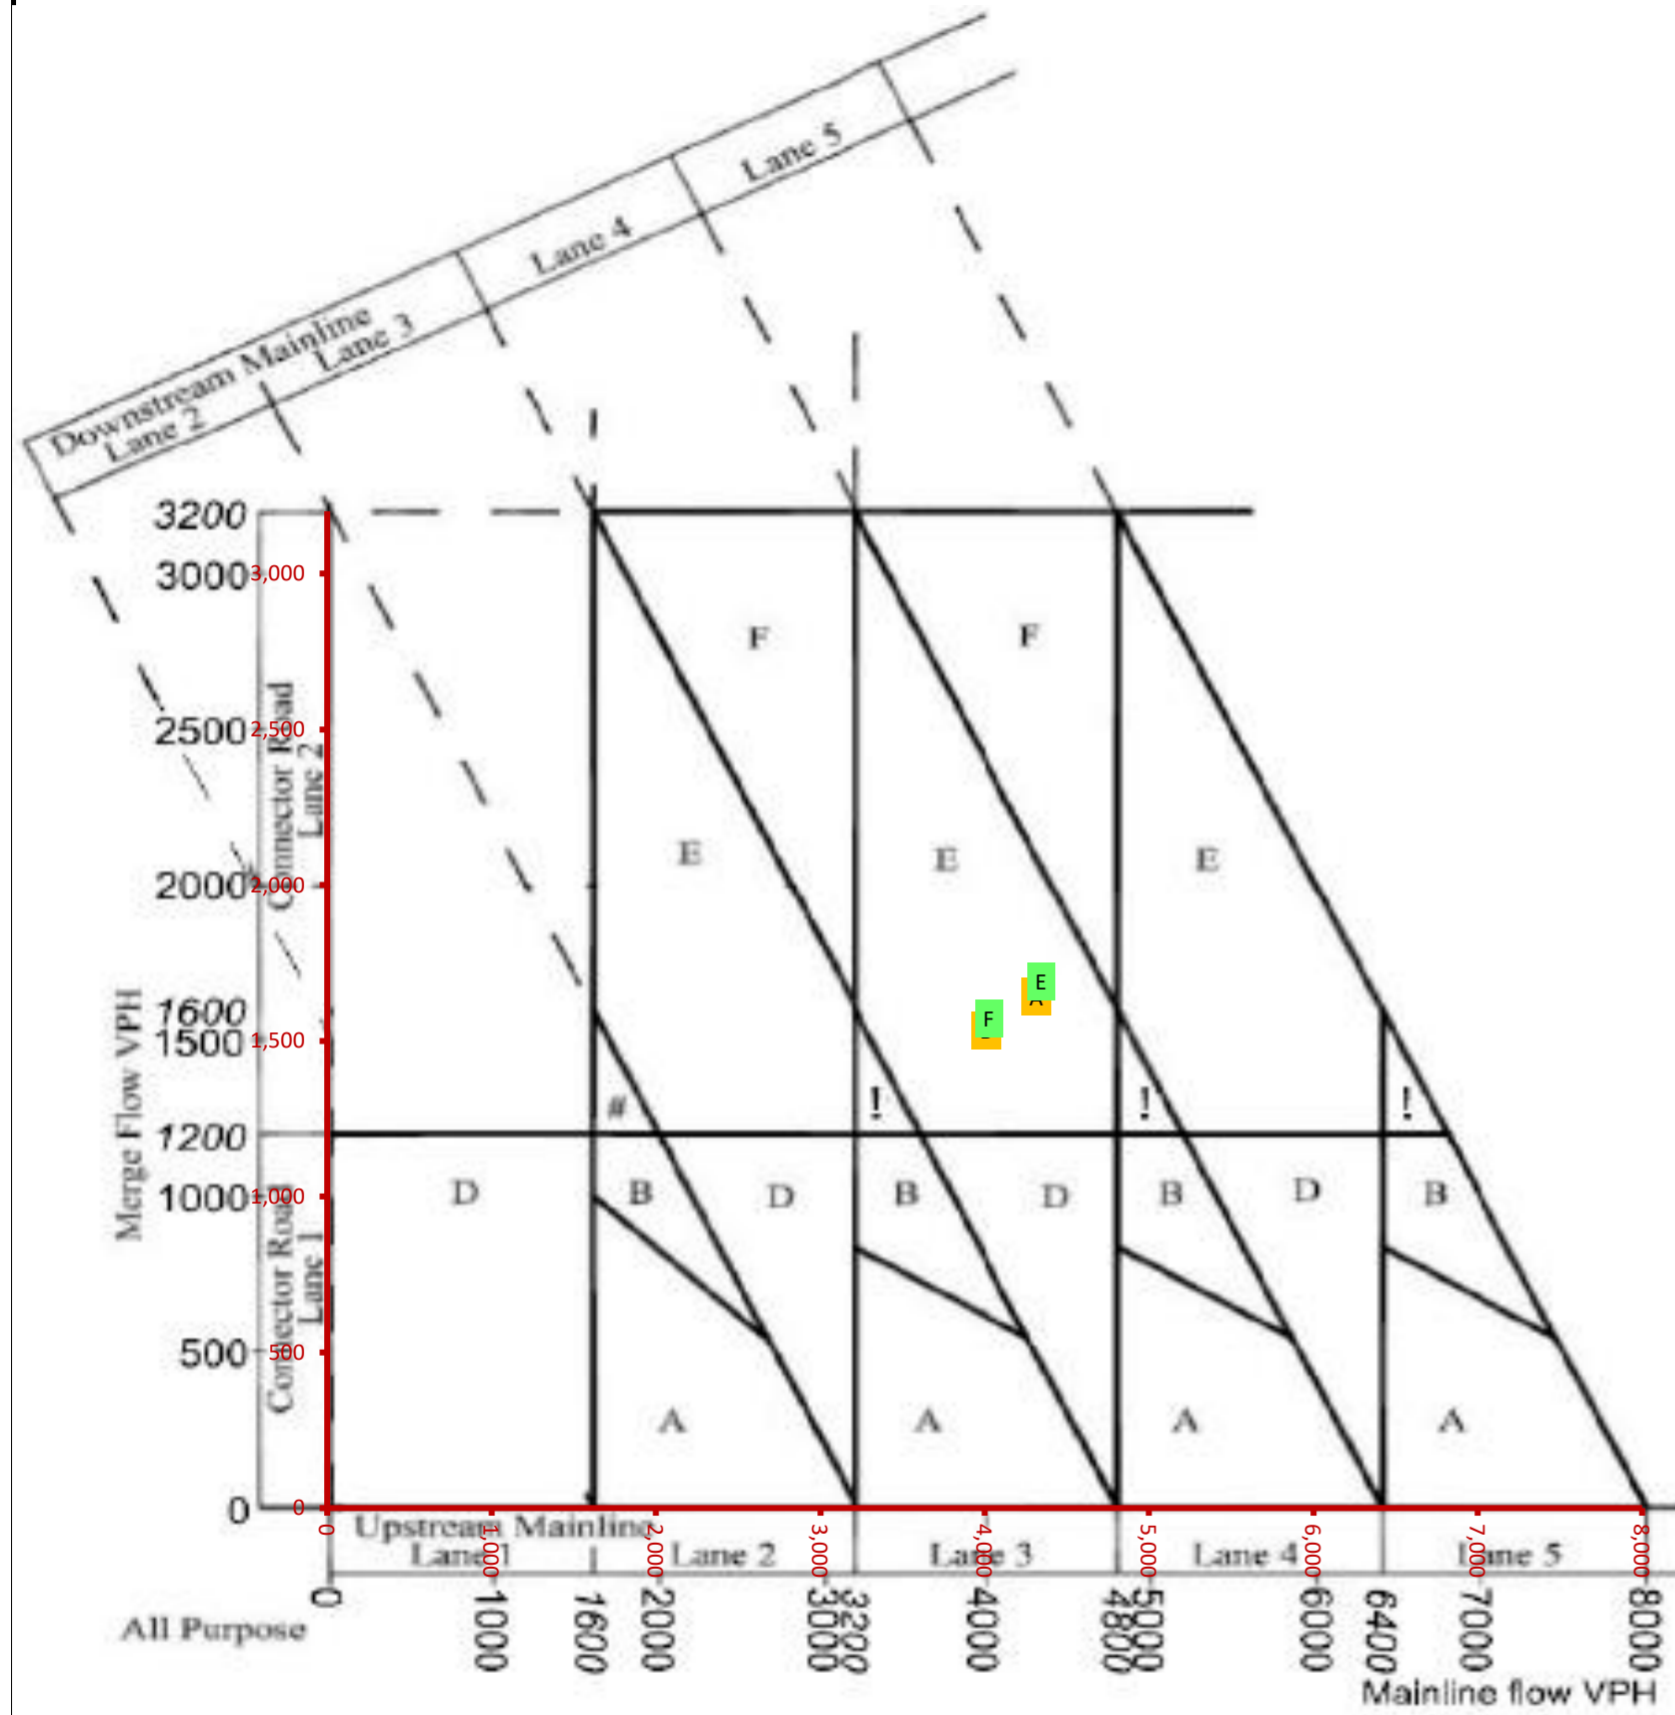 Lane 5
Lane 4
Downstream Mainline
Lane 3
Lane 2
3200
3000
3,000
F
F
2500
2,500
Connector Road
Lane 2
E
E
E
2000
2,000
Merge Flow VPH
E
A
F
1600
1500
1,500
#
!
!
!
1200
D
B
D
B
D
B
D
B
1000
1,000
Connector Road
Lane 1
500
500
A
A
A
A
0
0
0
1,000
2,000
3,000
4,000
5,000
6,000
7,000
8,000
Upstream Mainline
Lane 1
Lane 2
Lane 3
Lane 4
Lane 5
0
1000
1600
2000
3000
3200
4000
4800
5000
6000
6400
7000
8000
All Purpose
Mainline flow VPH